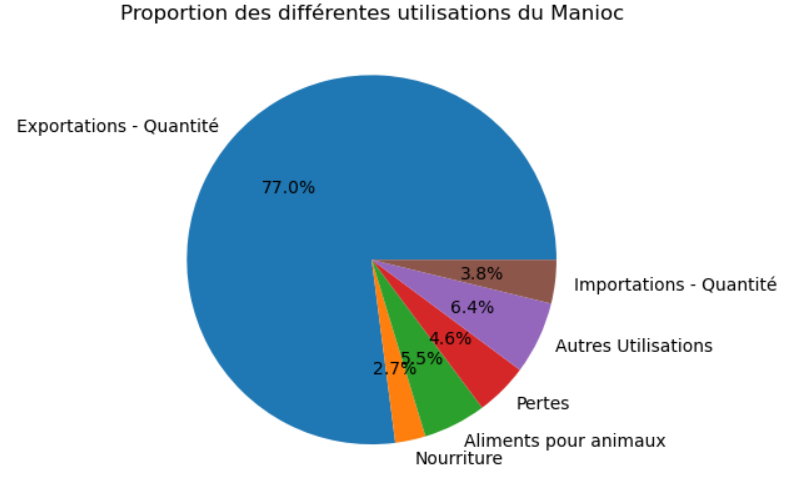 Proportion des différentes utilisations du Manioc
Exportations - Quantité
77.0%
3.8%
Importations - Quantité
6.4%
Autres Utilisations
4.6%
5.5%
2.7%
Pertes
Aliments pour animaux
Nourriture